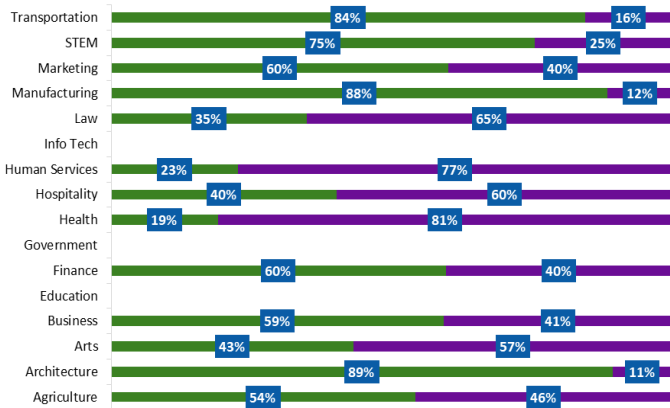 Transportation 84% 16%
STEM 75% 25%
Marketing 60% 40%
Manufacturing 88% 12%
Law 35% 65%
Info Tech
Human Services 23% 77%
Hospitality 40% 60%
Health 19% 81%
Government
Finance 60% 40%
Education
Business 59% 41%
Arts 43% 57%
Architecture 89% 11%
Agriculture 54% 46%